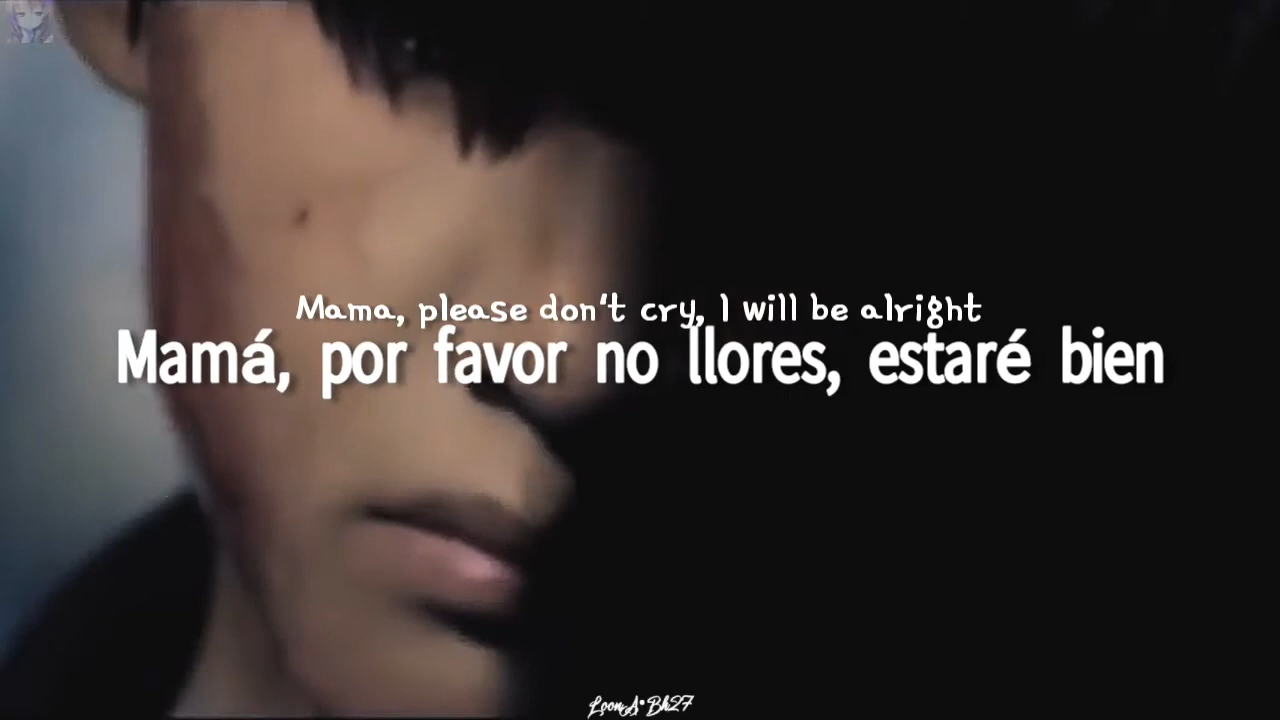 Mama, please don't cry, I will be alright
Mamá, por favor no llores, estaré bien